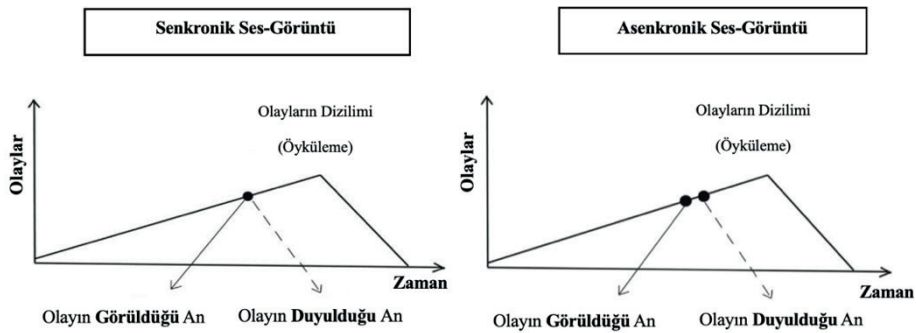 Senkronik Ses-Görüntü
Olayların Dizilimi
(Öyküleme)
Olaylar
Zaman
Olayın Görüldüğü An
Olayın Duyulduğu An
Asenkronik Ses-Görüntü
Olayların Dizilimi
(Öyküleme)
Olaylar
Zaman
Olayın Görüldüğü An
Olayın Duyulduğu An